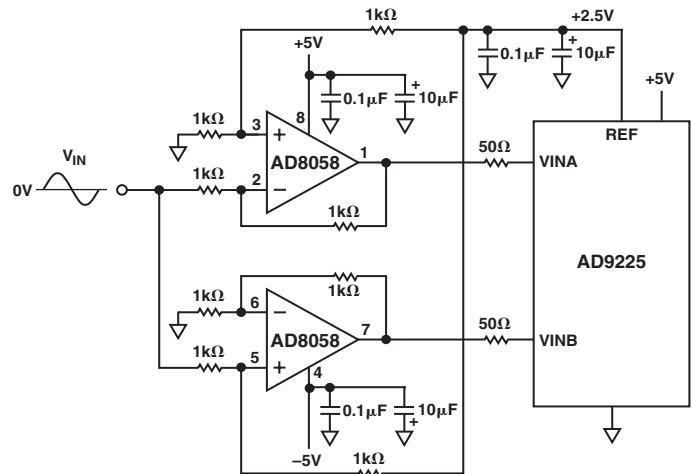 1kΩ
+2.5V
+5V
0.1μF
+
10μF
+5V
0.1μF
+
10μF
1kΩ
8
3
+
AD8058
1
REF
50Ω
VINA
VIN
0V
1kΩ
2
−
1kΩ
AD9225
1kΩ
1kΩ
6
−
AD8058
7
50Ω
VINB
1kΩ
5
+
4
0.1μF
10μF
+
−5V
1kΩ